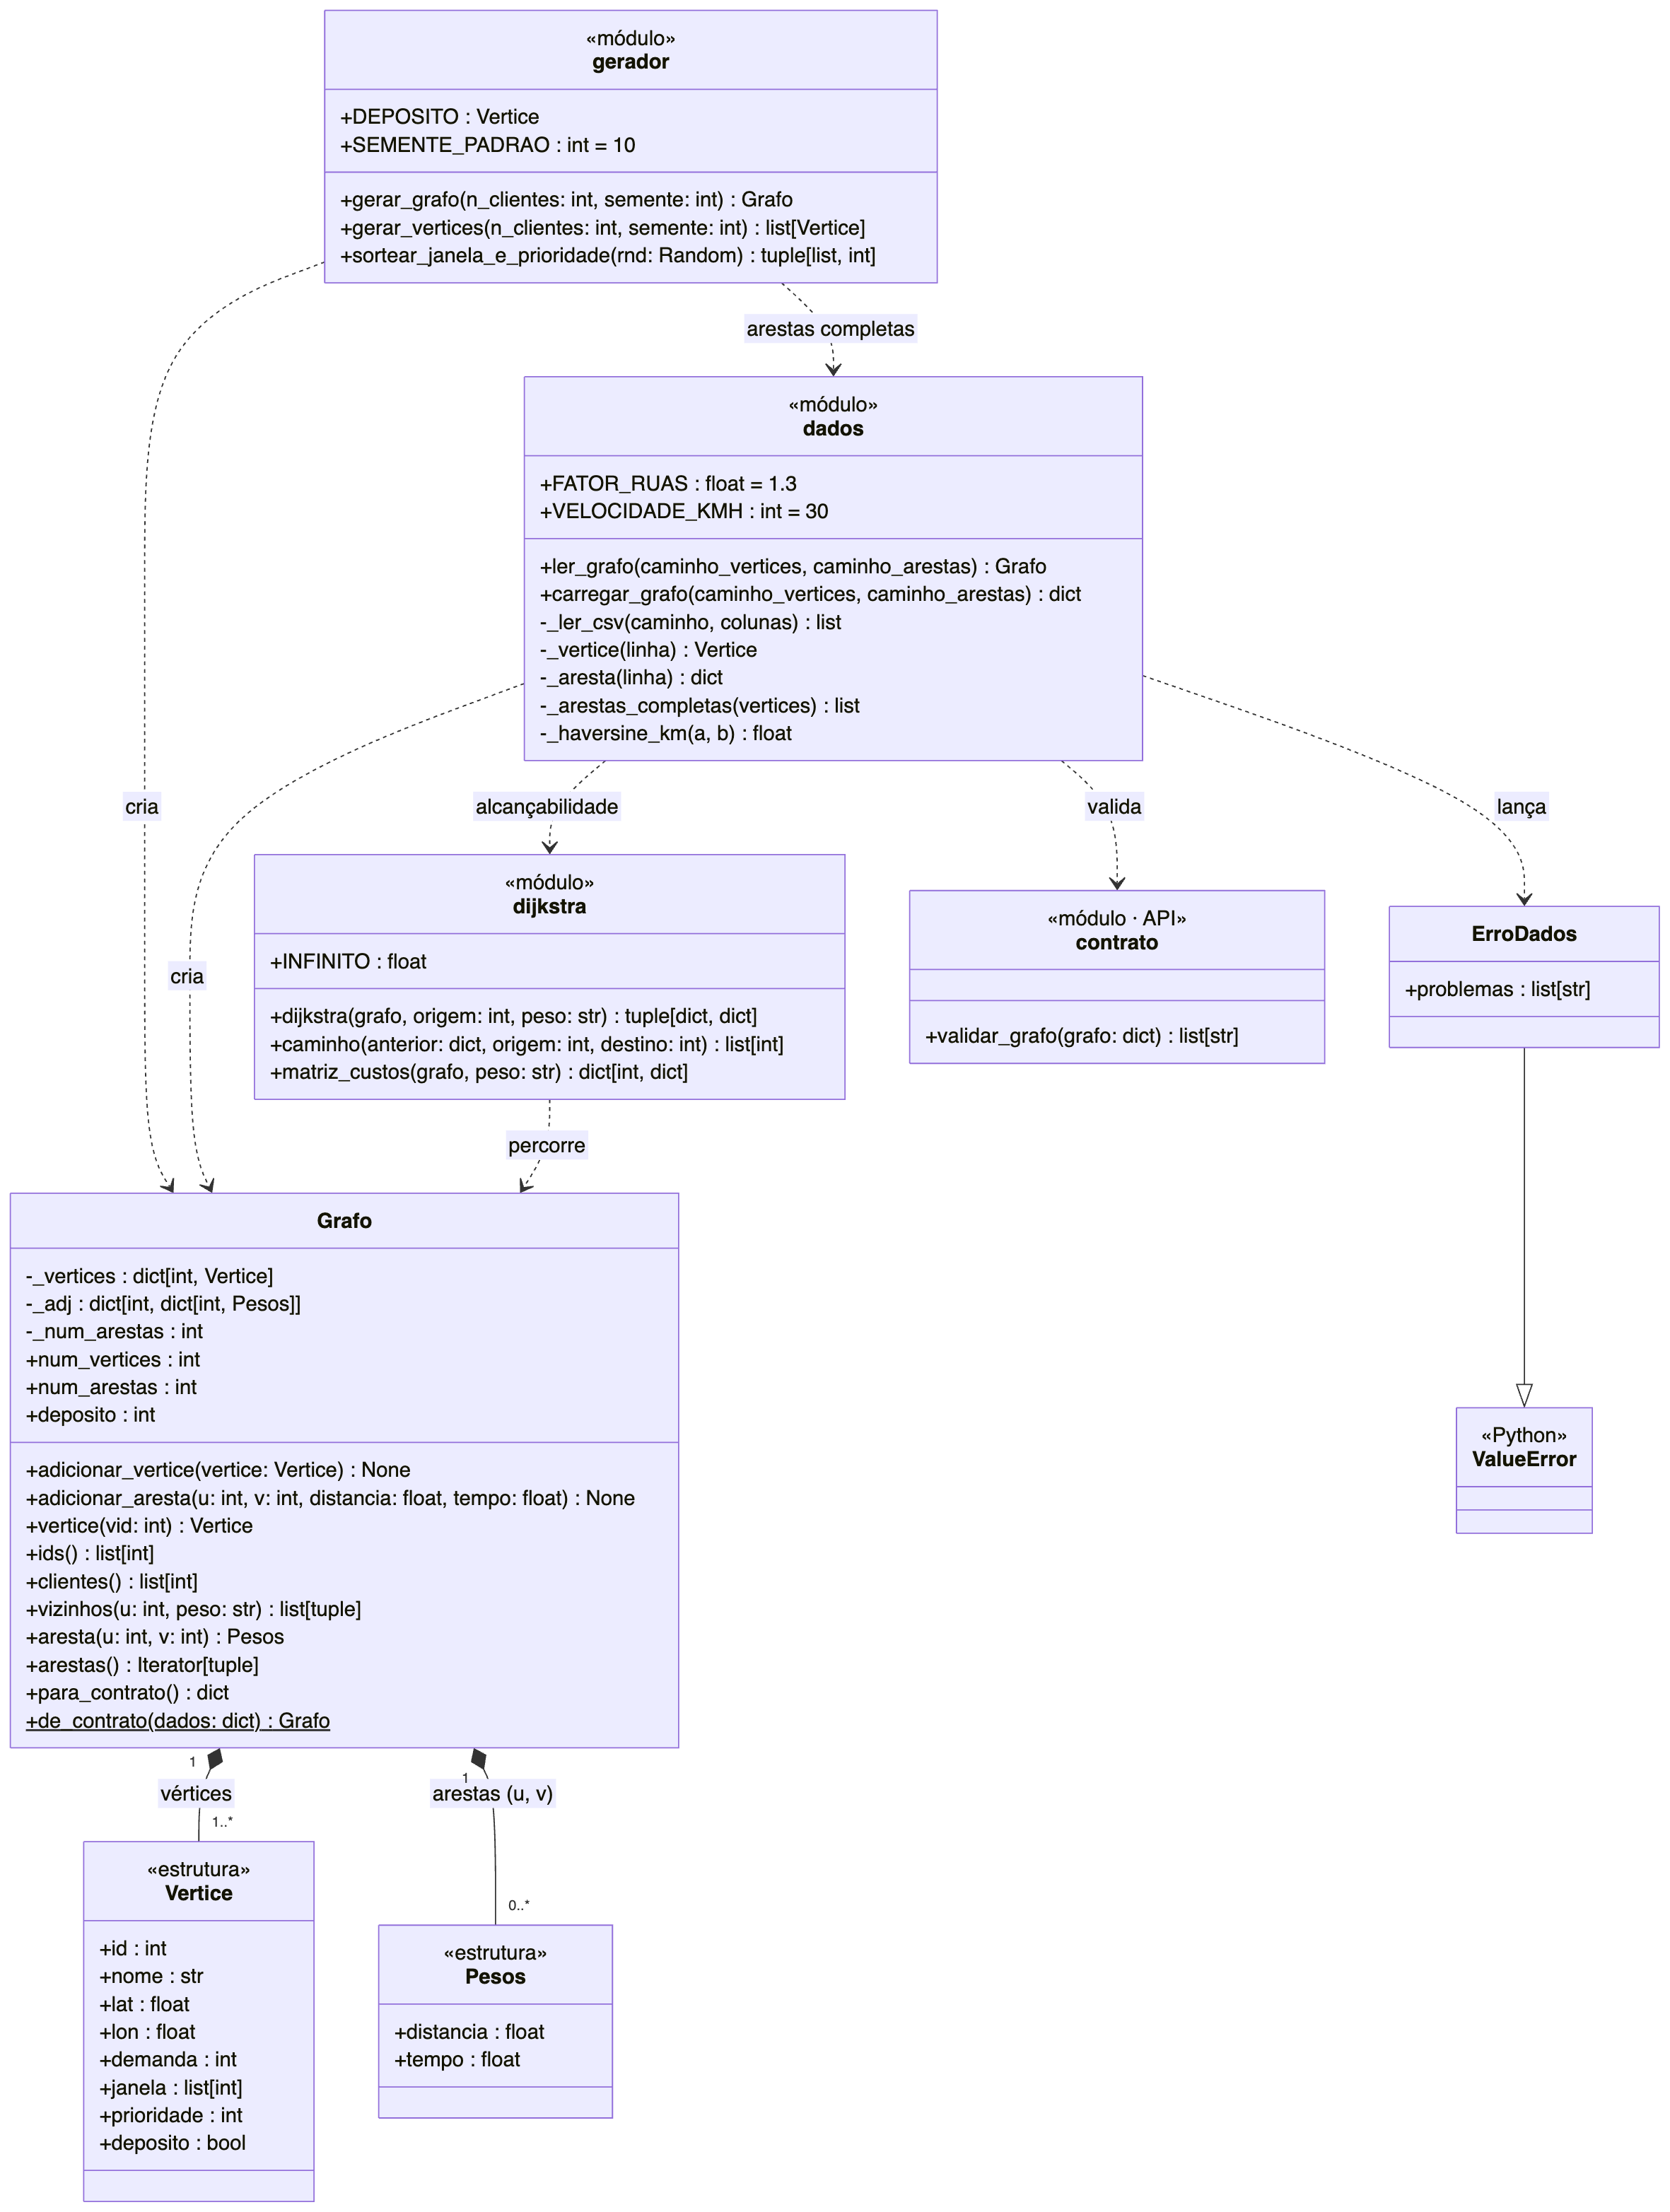 «módulo»
gerador
+DEPOSITO : Vertice
+SEMENTE_PADRAO : int = 10
+gerar_grafo(n_clientes: int, semente: int) : Grafo
+gerar_vertices(n_clientes: int, semente: int) : list[Vertice]
+sortear_janela_e_prioridade(rnd: Random) : tuple[list, int]
arestas completas
«módulo»
dados
+FATOR_RUAS : float = 1.3
+VELOCIDADE_KMH : int = 30
+ler_grafo(caminho_vertices, caminho_arestas) : Grafo
+carregar_grafo(caminho_vertices, caminho_arestas) : dict
-_ler_csv(caminho, colunas) : list
-_vertice(linha) : Vertice
-_aresta(linha) : dict
-_arestas_completas(vertices) : list
-_haversine_km(a, b) : float
cria
alcançabilidade
valida
lança
«módulo»
dijkstra
+INFINITO : float
+dijkstra(grafo, origem: int, peso: str) : tuple[dict, dict]
+caminho(anterior: dict, origem: int, destino: int) : list[int]
+matriz_custos(grafo, peso: str) : dict[int, dict]
«módulo · API»
contrato
+validar_grafo(grafo: dict) : list[str]
ErroDados
+problemas : list[str]
cria
percorre
Grafo
-_vertices : dict[int, Vertice]
-_adj : dict[int, dict[int, Pesos]]
-_num_arestas : int
+num_vertices : int
+num_arestas : int
+deposito : int
+adicionar_vertice(vertice: Vertice) : None
+adicionar_aresta(u: int, v: int, distancia: float, tempo: float) : None
+vertice(vid: int) : Vertice
+ids() : list[int]
+clientes() : list[int]
+vizinhos(u: int, peso: str) : list[tuple]
+aresta(u: int, v: int) : Pesos
+arestas() : Iterator[tuple]
+para_contrato() : dict
+de_contrato(dados: dict) : Grafo
«Python»
ValueError
1
vértices
1..*
1
arestas (u, v)
0..*
«estrutura»
Vertice
+id : int
+nome : str
+lat : float
+lon : float
+demanda : int
+janela : list[int]
+prioridade : int
+deposito : bool
«estrutura»
Pesos
+distancia : float
+tempo : float